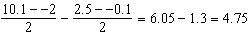 (10.1 − −2)/2 − (2.5 − −0.1)/2 = 6.05 − 1.3 = 4.75